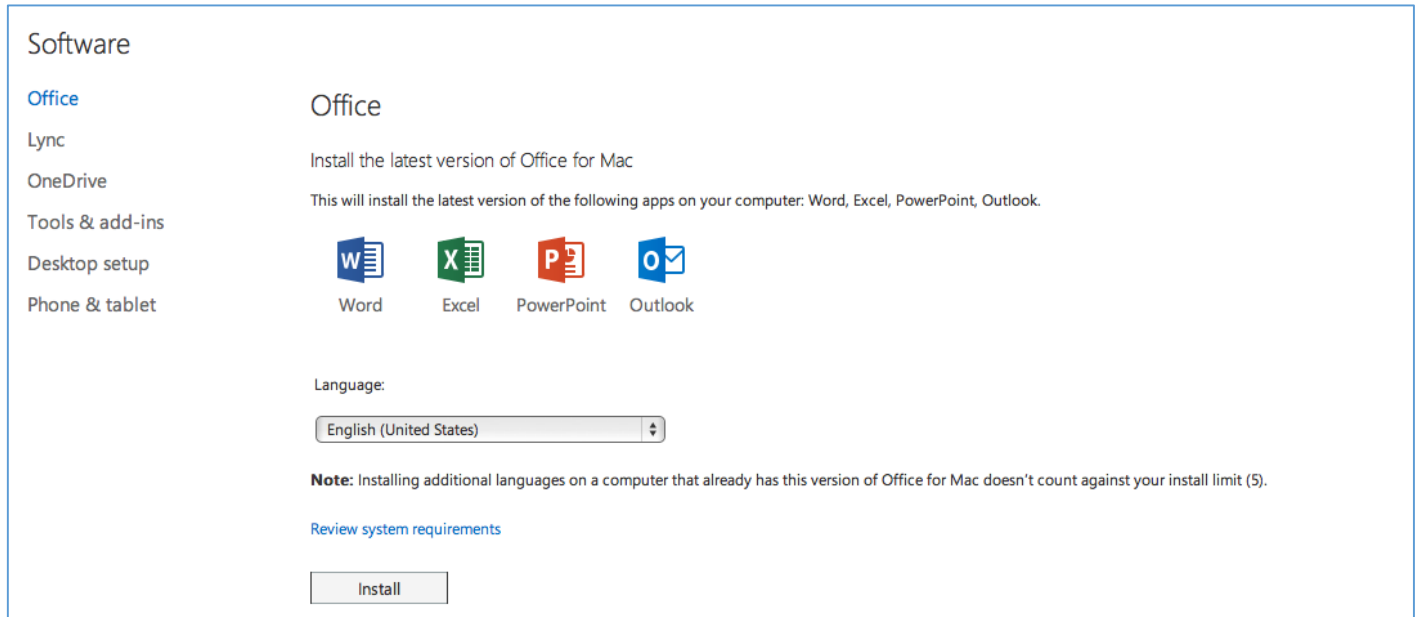 Software
Office
Lync
OneDrive
Tools & add-ins
Desktop setup
Phone & tablet
Office
Install the latest version of Office for Mac
This will install the latest version of the following apps on your computer: Word, Excel, PowerPoint, Outlook.
W X P O
Word Excel PowerPoint Outlook
Language:
English (United States)
Note: Installing additional languages on a computer that already has this version of Office for Mac doesn't count against your install limit (5).
Review system requirements
Install